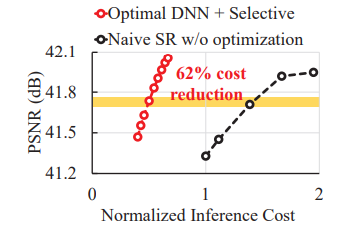 Optimal DNN + Selective
Naive SR w/o optimization
42.1
41.8
41.5
41.2
PSNR (dB)
62% cost
reduction
0
1
2
Normalized Inference Cost